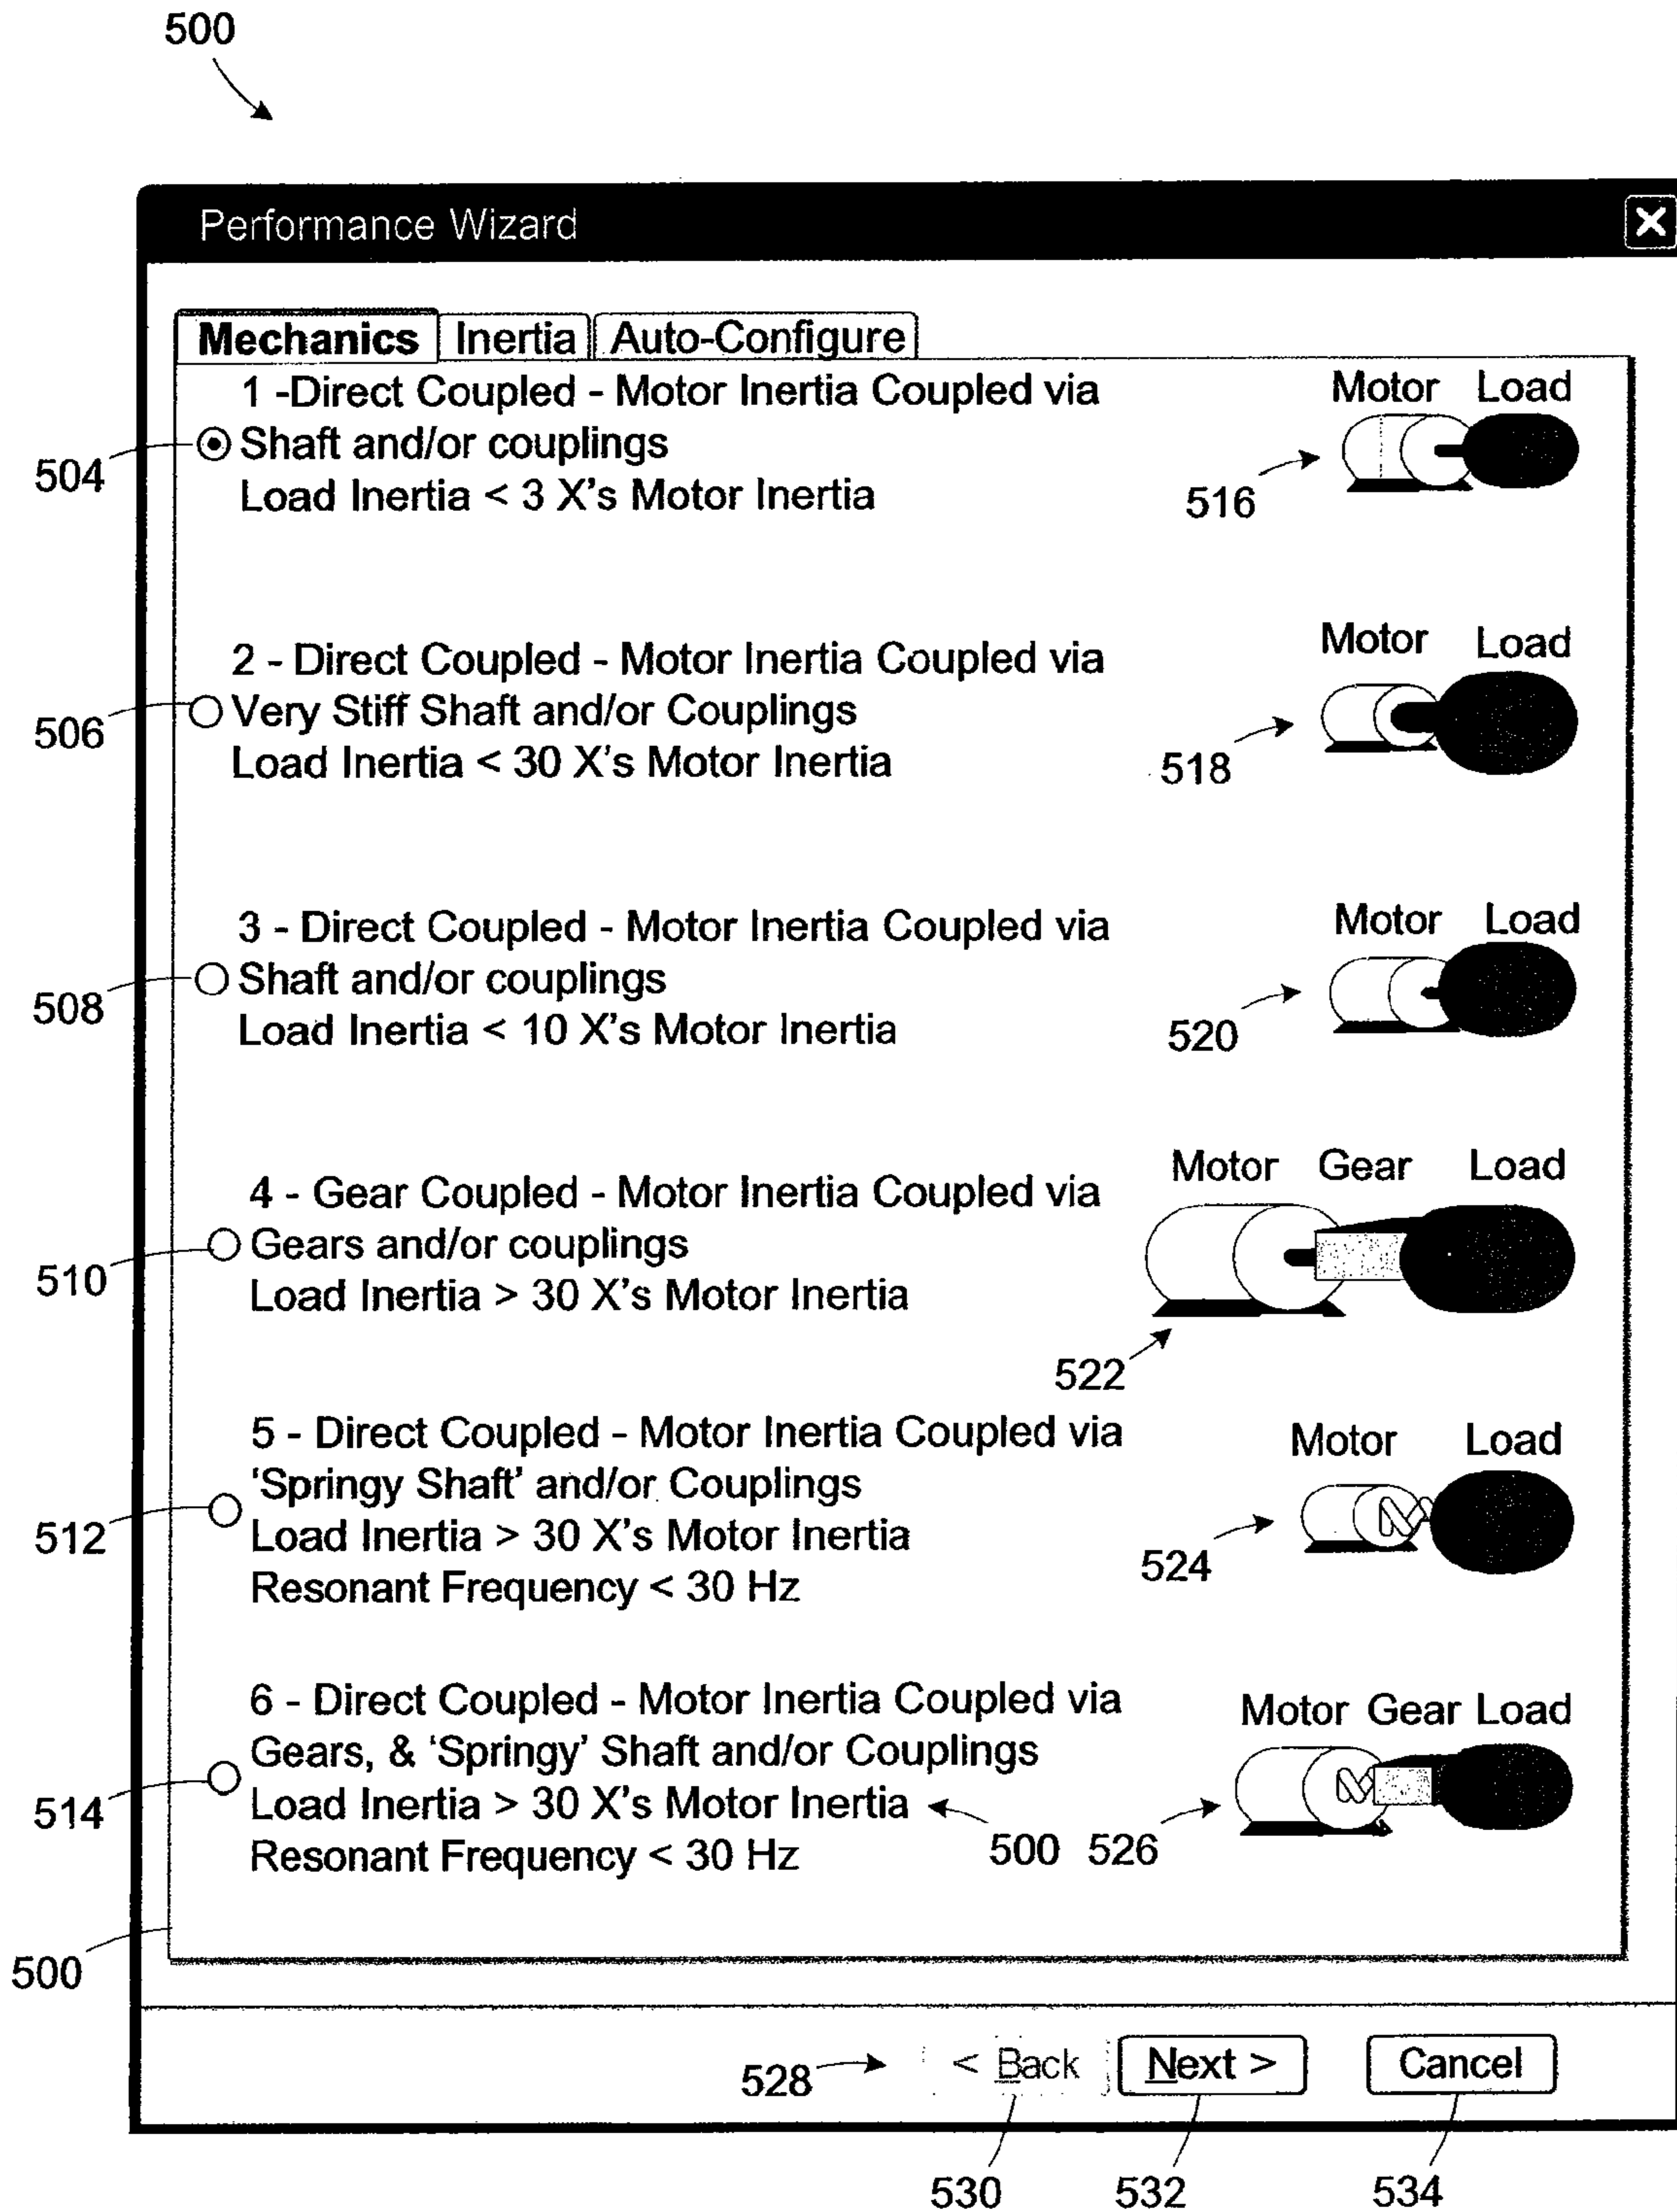 500
Performance Wizard
Mechanics Inertia Auto-Configure
1 -Direct Coupled - Motor Inertia Coupled via
Shaft and/or couplings
Load Inertia < 3 X's Motor Inertia
504
Motor Load
516
2 - Direct Coupled - Motor Inertia Coupled via
Very Stiff Shaft and/or Couplings
Load Inertia < 30 X's Motor Inertia
506
Motor Load
518
3 - Direct Coupled - Motor Inertia Coupled via
Shaft and/or couplings
Load Inertia < 10 X's Motor Inertia
508
Motor Load
520
4 - Gear Coupled - Motor Inertia Coupled via
Gears and/or couplings
Load Inertia > 30 X's Motor Inertia
510
Motor Gear Load
522
5 - Direct Coupled - Motor Inertia Coupled via
'Springy Shaft' and/or Couplings
Load Inertia > 30 X's Motor Inertia
Resonant Frequency < 30 Hz
512
Motor Load
524
6 - Direct Coupled - Motor Inertia Coupled via
Gears, & 'Springy' Shaft and/or Couplings
Load Inertia > 30 X's Motor Inertia
Resonant Frequency < 30 Hz
514
500
Motor Gear Load
526
500
528
< Back Next > Cancel
530 532 534